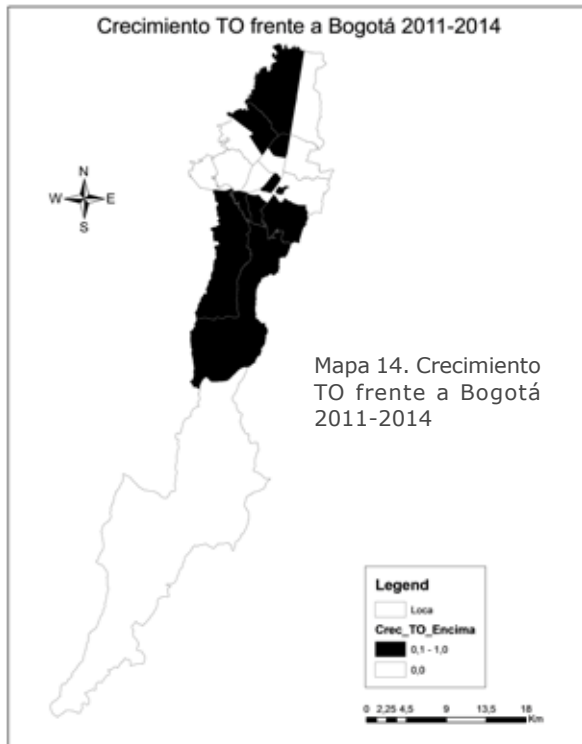 Crecimiento TO frente a Bogotá 2011-2014
N
W E
S
Mapa 14. Crecimiento
TO frente a Bogotá
2011-2014
Legend
Loca
Crec_TO_Encima
0,1 - 1,0
0,0
0 2,25 4,5 9 13,5 18
Km